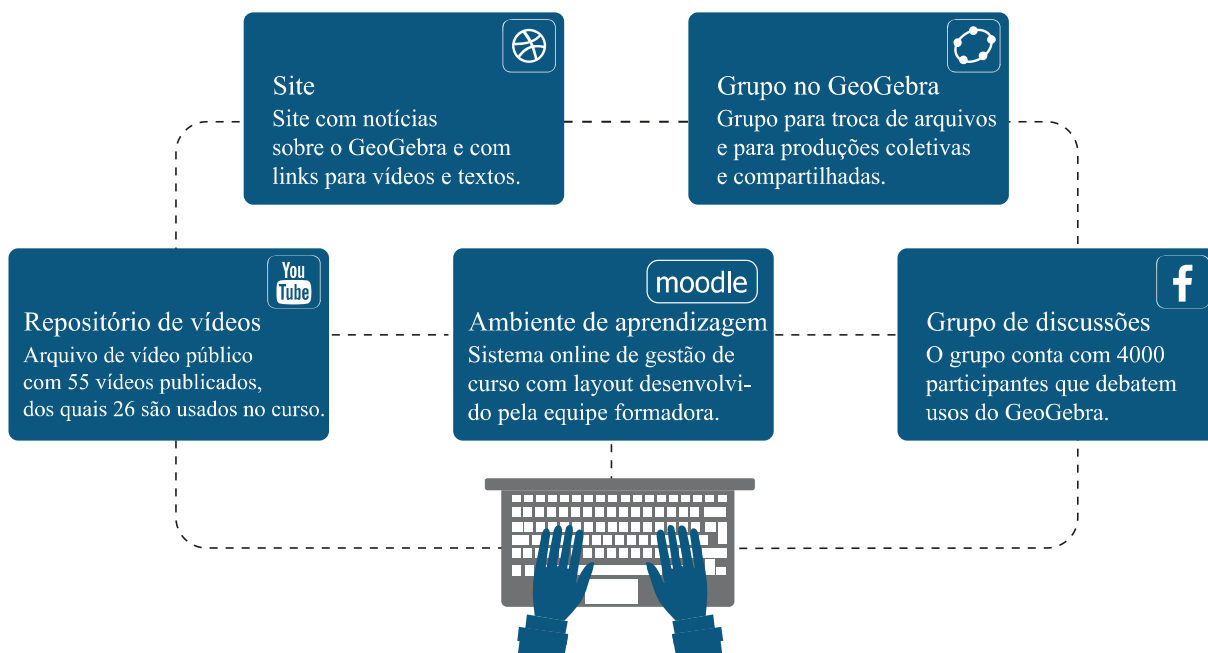 Site
Site com notícias
sobre o GeoGebra e com
links para vídeos e textos.
Grupo no GeoGebra
Grupo para troca de arquivos
e para produções coletivas
e compartilhadas.
You
Tube
Repositório de vídeos
Arquivo de vídeo público
com 55 vídeos publicados,
dos quais 26 são usados no curso.
moodle
Ambiente de aprendizagem
Sistema online de gestão de
curso com layout desenvolvi-
do pela equipe formadora.
f
Grupo de discussões
O grupo conta com 4000
participantes que debatem
usos do GeoGebra.